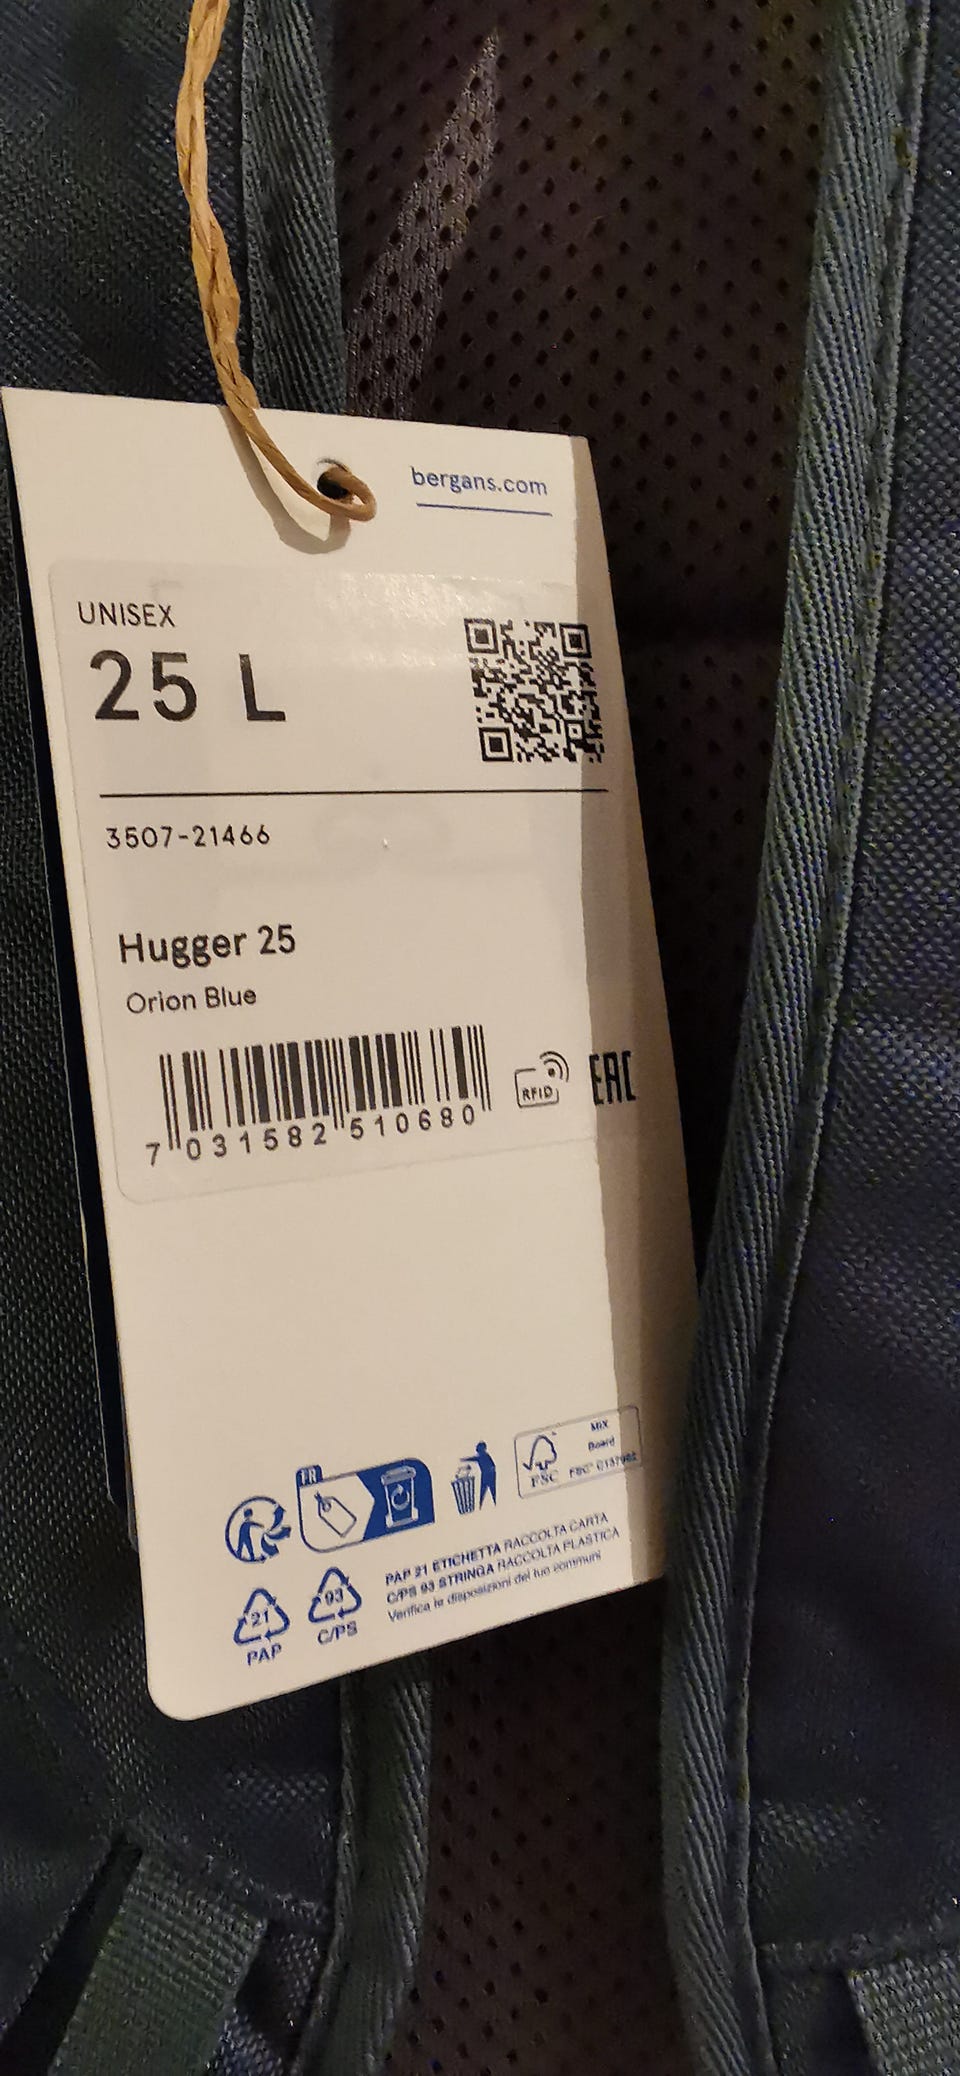 bergans.com
UNISEX
25 L
3507-21466
Hugger 25
Orion Blue
7 031582 510680
RFID
EAC
FR
MIX
Board
FSC
21
PAP
93
C/PS
PAP 21 ETICHETTA RACCOLTA CARTA
C/PS 93 STRINGA RACCOLTA PLASTICA
Verifica le disposizioni del tuo communi